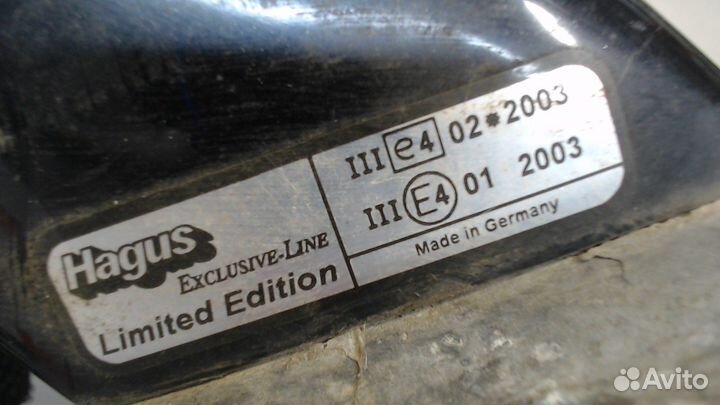 Hagus
EXCLUSIVE-LINE
Limited Edition
III e4 02*2003
III E4 01 2003
Made in Germany
Avito